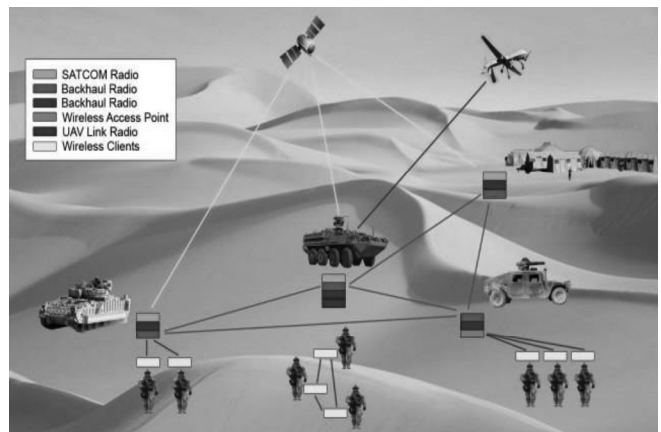 SATCOM Radio
Backhaul Radio
Backhaul Radio
Wireless Access Point
UAV Link Radio
Wireless Clients